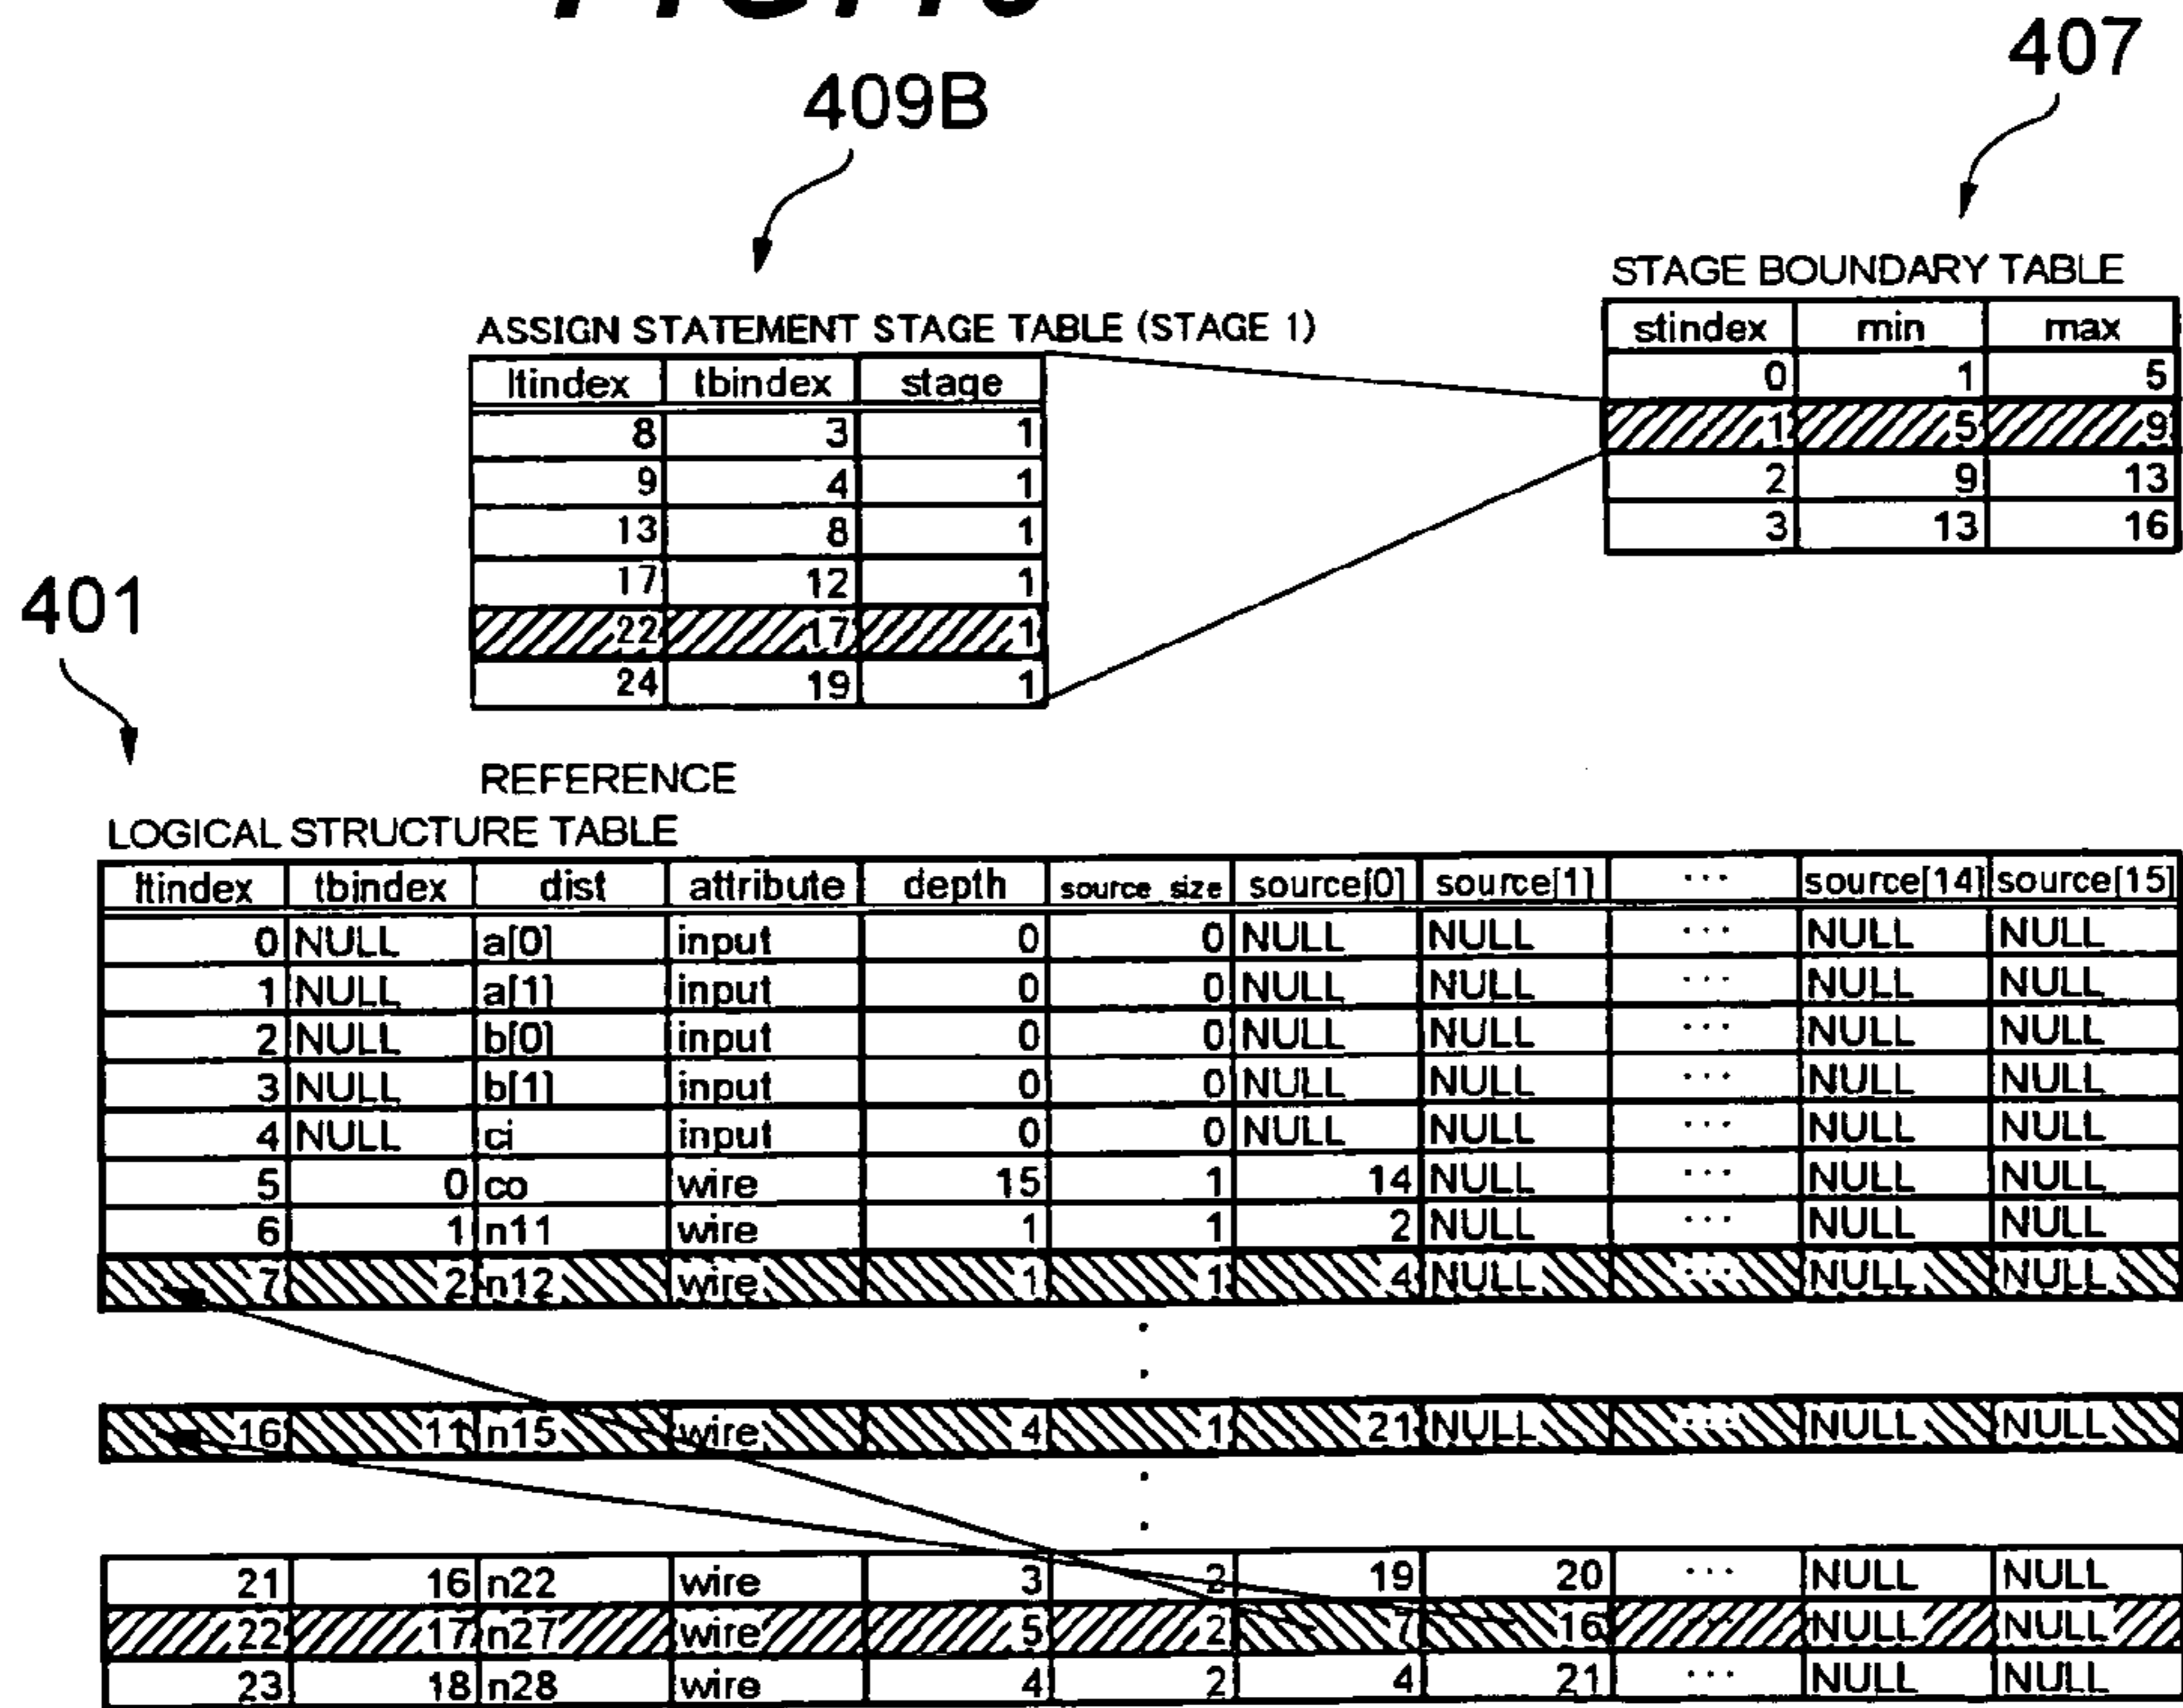 407
409B
STAGE BOUNDARY TABLE
stindex min max
0 1 5
1 5 9
2 9 13
3 13 16
ASSIGN STATEMENT STAGE TABLE (STAGE 1)
ltindex tbindex stage
8 3 1
9 4 1
13 8 1
17 12 1
22 17 1
24 19 1
401
REFERENCE
LOGICAL STRUCTURE TABLE
ltindex tbindex dist attribute depth source size source[0] source[1] ... source[14] source[15]
0 NULL a[0] input 0 0 NULL NULL ... NULL NULL
1 NULL a[1] input 0 0 NULL NULL ... NULL NULL
2 NULL b[0] input 0 0 NULL NULL ... NULL NULL
3 NULL b[1] input 0 0 NULL NULL ... NULL NULL
4 NULL ci input 0 0 NULL NULL ... NULL NULL
5 0 co wire 15 1 14 NULL ... NULL NULL
6 1 n11 wire 1 1 2 NULL ... NULL NULL
7 2 n12 wire 1 1 4 NULL ... NULL NULL
16 11 n15 wire 4 1 21 NULL ... NULL NULL
21 16 n22 wire 3 2 19 20 ... NULL NULL
22 17 n27 wire 5 2 7 16 ... NULL NULL
23 18 n28 wire 4 2 4 21 ... NULL NULL